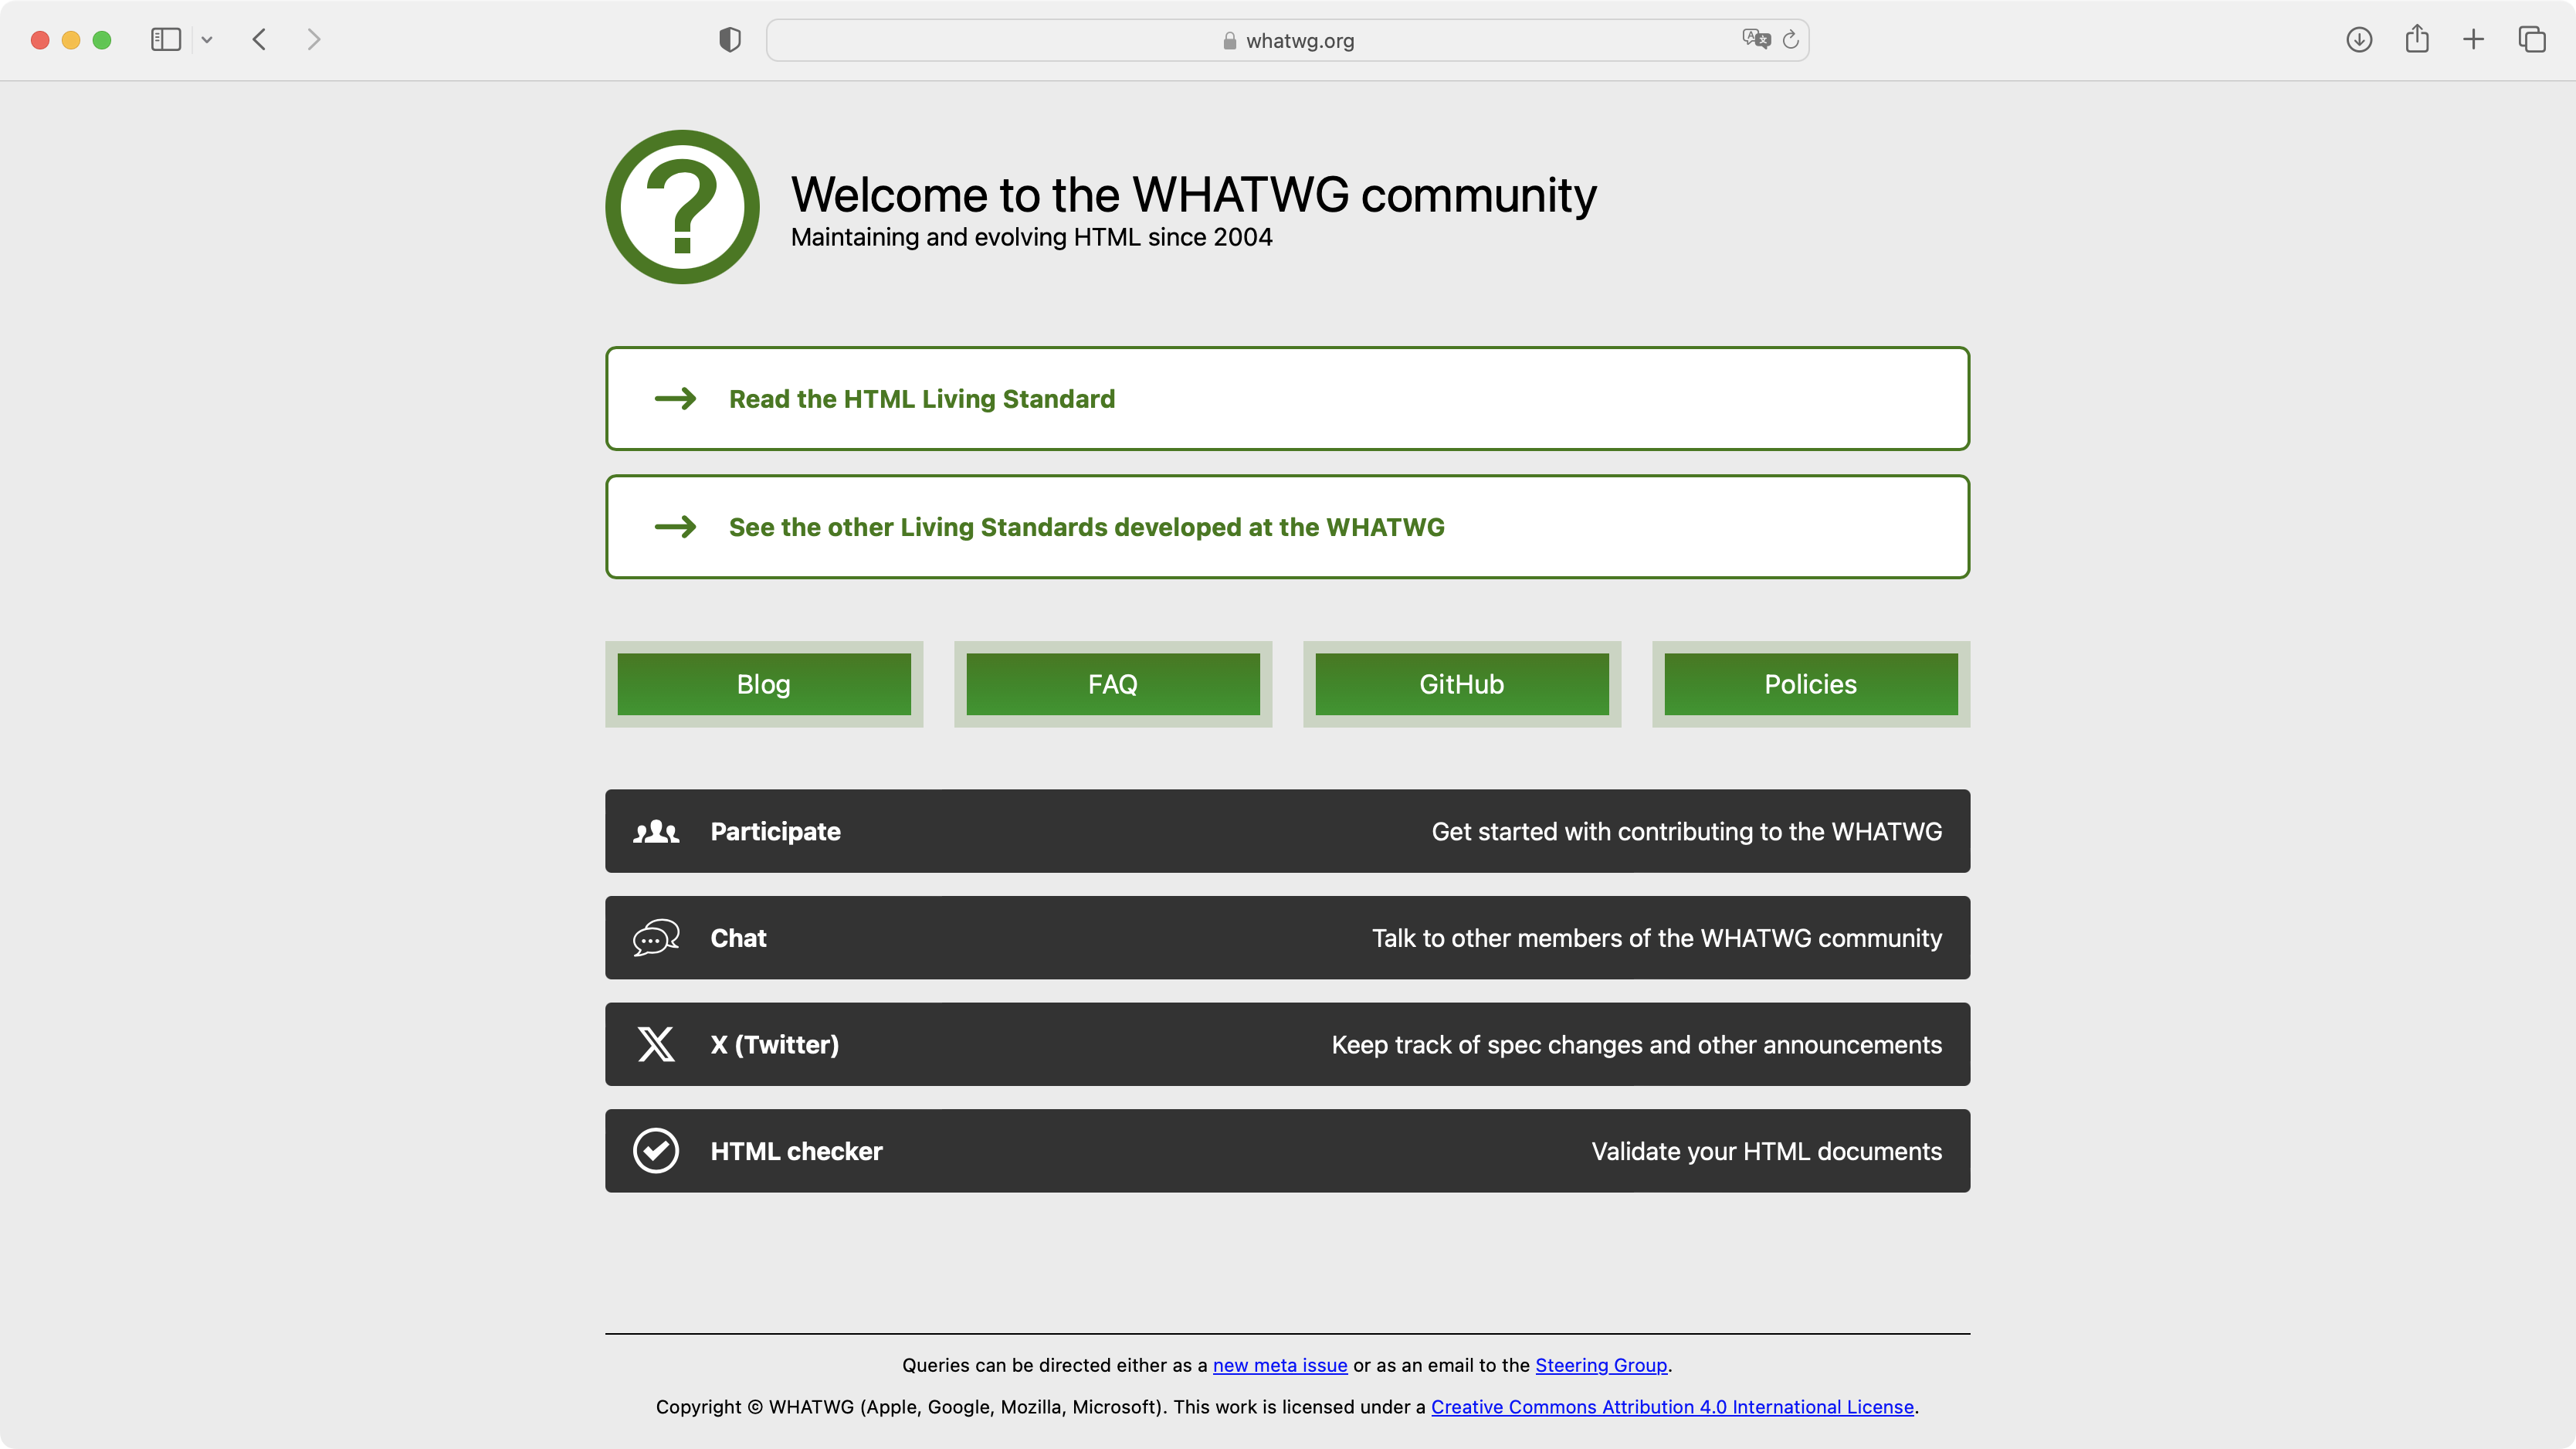 whatwg.org
?
Welcome to the WHATWG community
Maintaining and evolving HTML since 2004
Read the HTML Living Standard
See the other Living Standards developed at the WHATWG
Blog
FAQ
GitHub
Policies
Participate
Get started with contributing to the WHATWG
Chat
Talk to other members of the WHATWG community
X (Twitter)
Keep track of spec changes and other announcements
HTML checker
Validate your HTML documents
Queries can be directed either as a new meta issue or as an email to the Steering Group.
Copyright © WHATWG (Apple, Google, Mozilla, Microsoft). This work is licensed under a Creative Commons Attribution 4.0 International License.